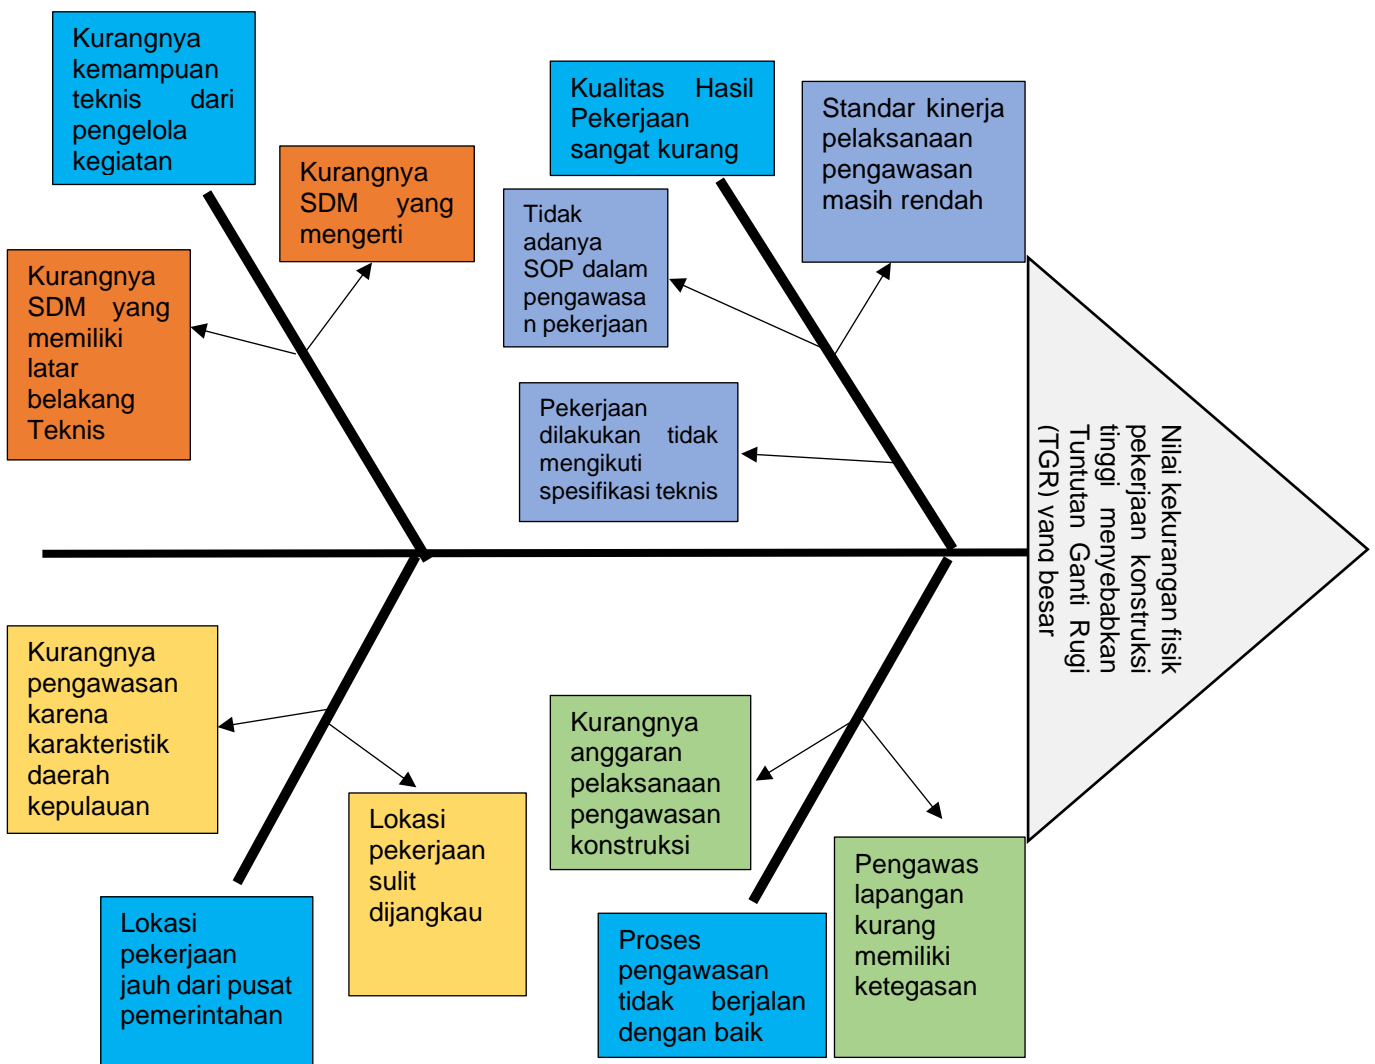 Kurangnya
kemampuan
teknis dari
pengelola
kegiatan
Kurangnya
SDM yang
mengerti
Kurangnya
SDM yang
memiliki
latar
belakang
Teknis
Kualitas Hasil
Pekerjaan
sangat kurang
Standar kinerja
pelaksanaan
pengawasan
masih rendah
Tidak
adanya
SOP dalam
pengawasa
n pekerjaan
Pekerjaan
dilakukan tidak
mengikuti
spesifikasi teknis
Nilai kekurangan fisik
pekerjaan konstruksi
tinggi menyebabkan
Tuntutan Ganti Rugi
(TGR) yang besar
Kurangnya
pengawasan
karena
karakteristik
daerah
kepulauan
Lokasi
pekerjaan
sulit
dijangkau
Lokasi
pekerjaan
jauh dari pusat
pemerintahan
Kurangnya
anggaran
pelaksanaan
pengawasan
konstruksi
Pengawas
lapangan
kurang
memiliki
ketegasan
Proses
pengawasan
tidak berjalan
dengan baik